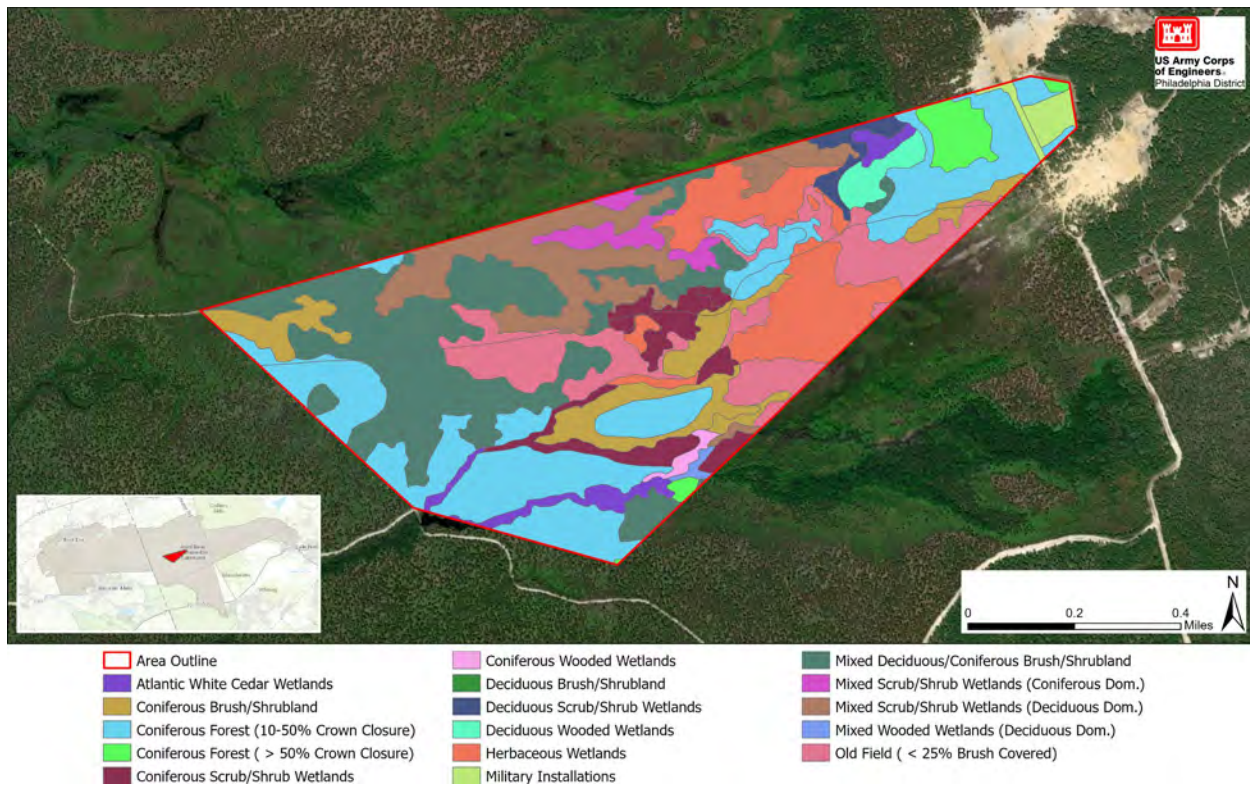 US Army Corps
of Engineers®
Philadelphia District
N
0 0.2 0.4
Miles
Area Outline
Atlantic White Cedar Wetlands
Coniferous Brush/Shrubland
Coniferous Forest (10-50% Crown Closure)
Coniferous Forest ( > 50% Crown Closure)
Coniferous Scrub/Shrub Wetlands
Coniferous Wooded Wetlands
Deciduous Brush/Shrubland
Deciduous Scrub/Shrub Wetlands
Deciduous Wooded Wetlands
Herbaceous Wetlands
Military Installations
Mixed Deciduous/Coniferous Brush/Shrubland
Mixed Scrub/Shrub Wetlands (Coniferous Dom.)
Mixed Scrub/Shrub Wetlands (Deciduous Dom.)
Mixed Wooded Wetlands (Deciduous Dom.)
Old Field ( < 25% Brush Covered)